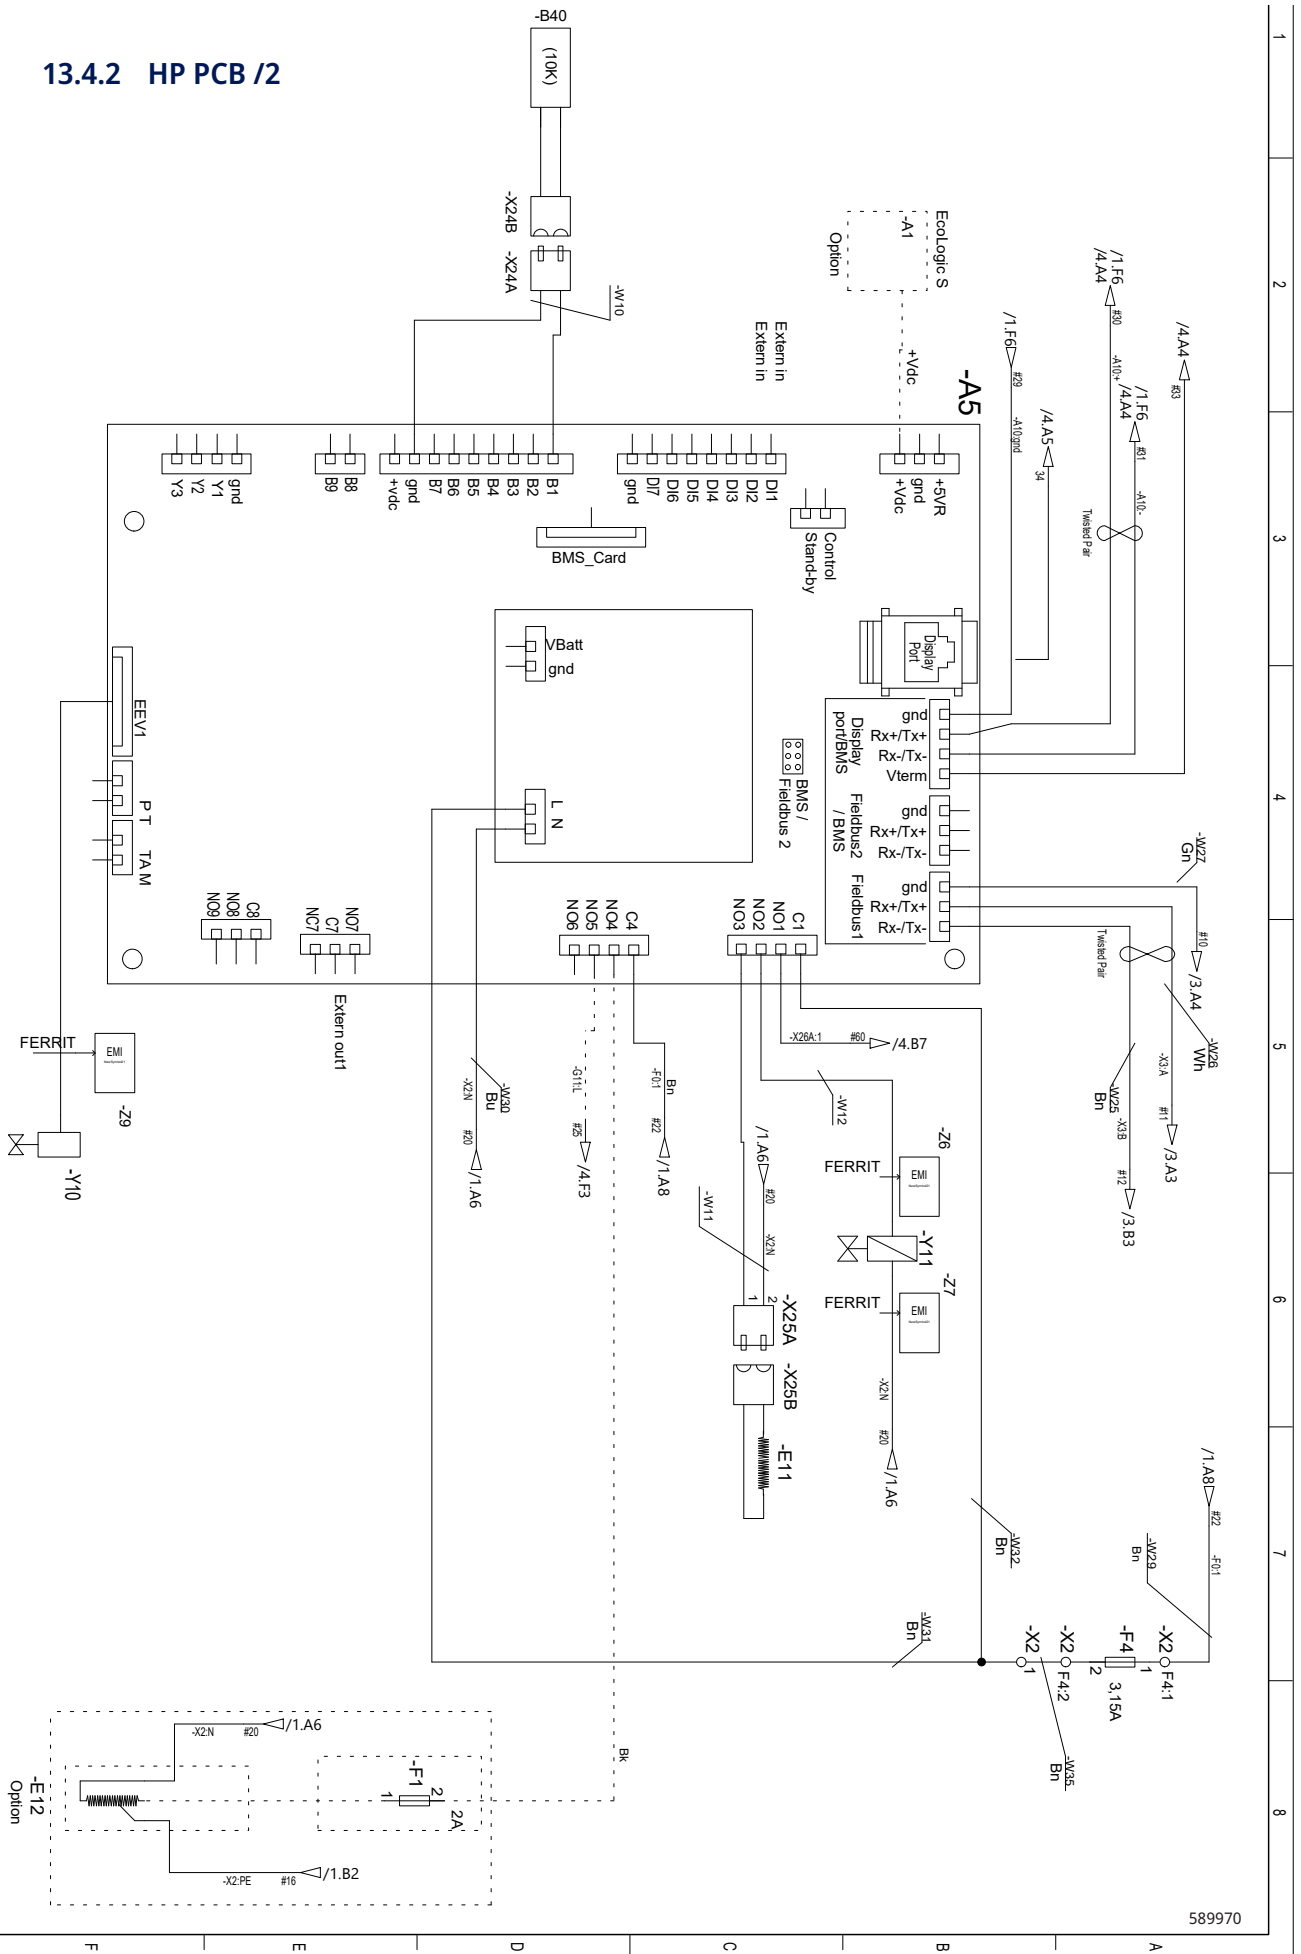 13.4.2 HP PCB /2
-B40
(10K)
-X24B
-X24A
-W10
EcoLogic S
-A1
Option
+Vdc
Extern in
Extern in
-A5
/1.F6
#29
-A10:gnd
/4.A5
34
/1.F6
/4.A4
#30
-A10:+
/1.F6
/4.A4
#31
-A10:-
/4.A4
#33
Twisted Pair
Y3
Y2
Y1
gnd
B9
B8
+vdc
gnd
B7
B6
B5
B4
B3
B2
B1
BMS_Card
gnd
DI7
DI6
DI5
DI4
DI3
DI2
DI1
Control
Stand-by
+Vdc
gnd
+5VR
VBatt
gnd
Display
Port
gnd
Rx+/Tx+
Rx-/Tx-
Vterm
Display
port/BMS
gnd
Rx+/Tx+
Rx-/Tx-
Fieldbus2
/ BMS
gnd
Rx+/Tx+
Rx-/Tx-
Fieldbus1
BMS /
Fieldbus 2
EEV1
P T
TAM
L N
NO9
NO8
C8
NC7
C7
NO7
Extern out1
NO6
NO5
NO4
C4
NO3
NO2
NO1
C1
-W27
Gn
#10
/3.A4
Twisted Pair
-W26
Wh
-X3:A
#11
/3.A3
-W25
Bn
-X3:B
#12
/3.B3
FERRIT
EMI
-Z9
-Y10
-W30
Bu
-X2:N
#20
/1.A6
-G11:L
#25
/4.F3
Bn
-F0:1
#22
/1.A8
-X26A:1
#60
/4.B7
-W12
-Z6
FERRIT
EMI
-Y11
-Z7
FERRIT
EMI
-X2:N
#20
/1.A6
/1.A6
#20
-X2:N
-W11
1
2
-X25A
-X25B
-E11
-W32
Bn
-W31
Bn
/1.A8
#22
-F0:1
-W29
Bn
-X2
F4:1
-F4
1
2
3,15A
-X2
F4:2
-X2
1
-W35
Bn
Bk
/1.A6
#20
-X2:N
-F1
1
2
2A
-E12
Option
-X2:PE
#16
/1.B2
589970
1
2
3
4
5
6
7
8
F
E
D
C
B
A